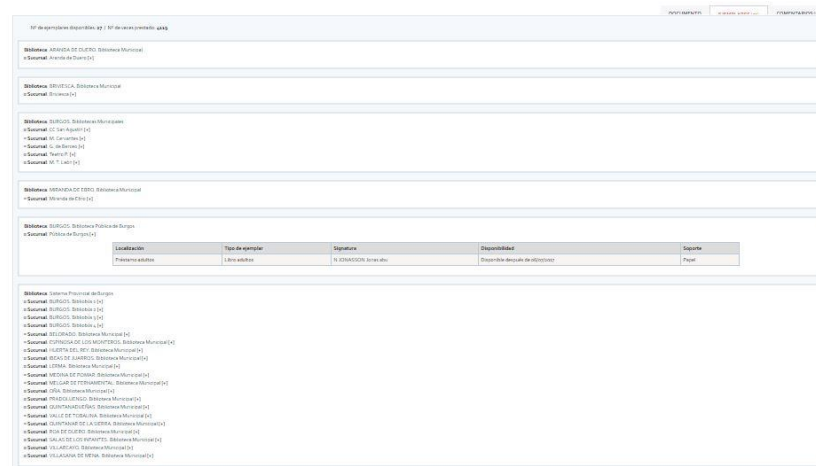 DOCUMENTO
COMENTARIOS
Nº de ejemplares disponibles: 27 / Nº de veces prestado:
Biblioteca: ARANDA DE DUERO. Biblioteca Municipal
Sucursal: Aranda de Duero [+]
Biblioteca: BRIVIESCA. Biblioteca Municipal
Sucursal: Briviesca [+]
Biblioteca: BURGOS. Bibliotecas Municipales
Sucursal: CC San Agustín [+]
Sucursal: M. Cervantes [+]
Sucursal: G. de Berceo [+]
Sucursal: Teatro P. [+]
Sucursal: M. T. León [+]
Biblioteca: MIRANDA DE EBRO. Biblioteca Municipal
Sucursal: Miranda de Ebro [+]
Biblioteca: BURGOS. Biblioteca Pública de Burgos
Sucursal: Pública de Burgos [+]
Localización Tipo de ejemplar Signatura Disponibilidad Soporte
Préstamo adultos Libro adultos N JONASSON, Jonas abu Disponible después de Papel
Biblioteca: Sistema Provincial de Burgos
Sucursal: BURGOS. Bibliobús 1 [+]
Sucursal: BURGOS. Bibliobús 2 [+]
Sucursal: BURGOS. Bibliobús 3 [+]
Sucursal: BURGOS. Bibliobús 4 [+]
Sucursal: BELORADO. Biblioteca Municipal [+]
Sucursal: ESPINOSA DE LOS MONTEROS. Biblioteca Municipal [+]
Sucursal: HUERTA DEL REY. Biblioteca Municipal [+]
Sucursal: IBEAS DE JUARROS. Biblioteca Municipal [+]
Sucursal: LERMA. Biblioteca Municipal [+]
Sucursal: MEDINA DE POMAR. Biblioteca Municipal [+]
Sucursal: MELGAR DE FERNAMENTAL. Biblioteca Municipal [+]
Sucursal: OÑA. Biblioteca Municipal [+]
Sucursal: PRADOLUENGO. Biblioteca Municipal [+]
Sucursal: QUINTANADUEÑAS. Biblioteca Municipal [+]
Sucursal: VALLE DE TOBALINA. Biblioteca Municipal [+]
Sucursal: QUINTANAR DE LA SIERRA. Biblioteca Municipal [+]
Sucursal: ROA DE DUERO. Biblioteca Municipal [+]
Sucursal: SALAS DE LOS INFANTES. Biblioteca Municipal [+]
Sucursal: VILLARCAYO. Biblioteca Municipal [+]
Sucursal: VILLASANA DE MENA. Biblioteca Municipal [+]